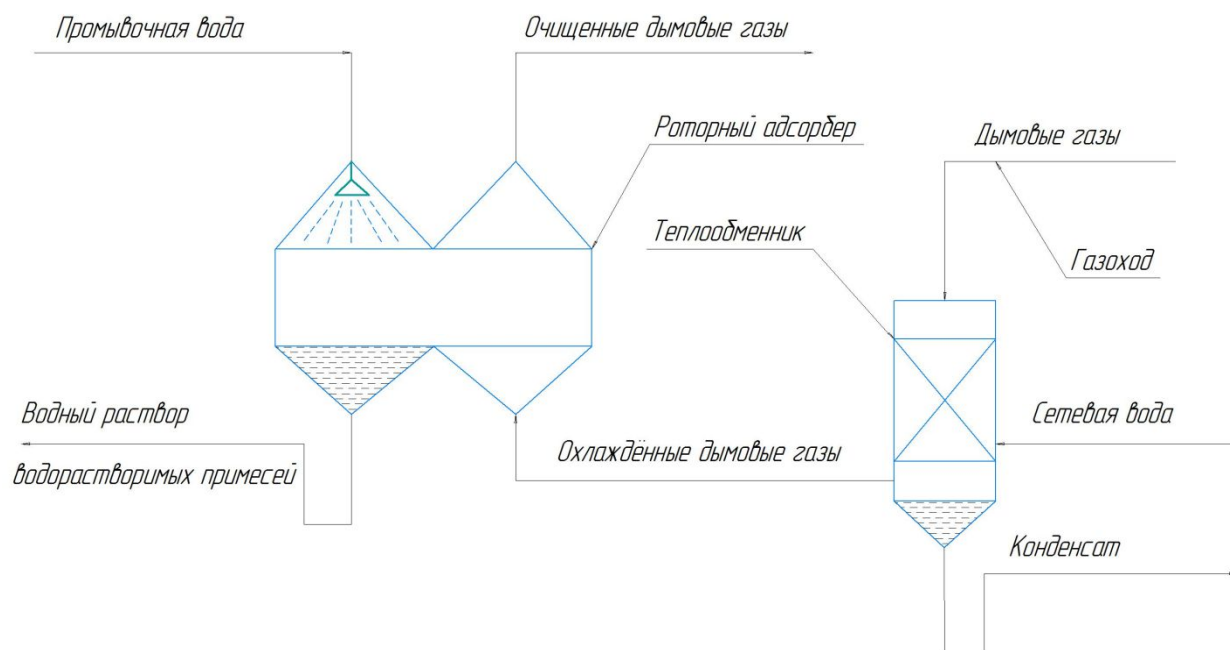 Промывочная вода
Очищенные дымовые газы
Роторный адсорбер
Дымовые газы
Теплообменник
Газоход
Водный раствор
водорастворимых примесей
Охлаждённые дымовые газы
Сетевая вода
Конденсат